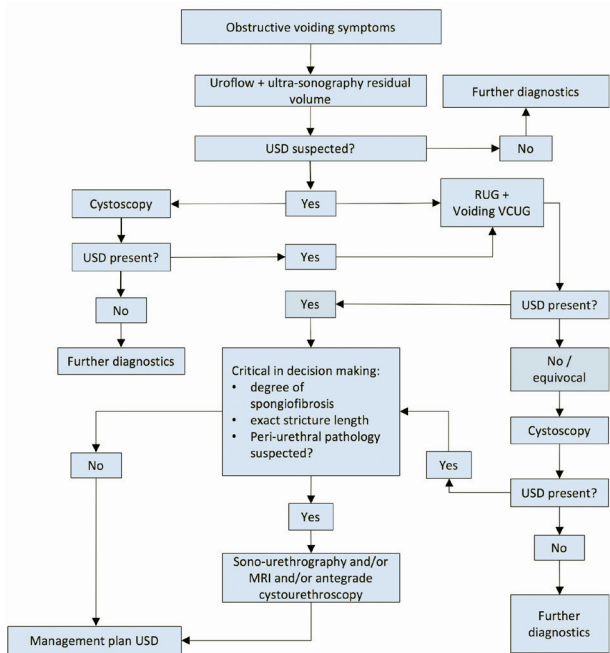 Obstructive voiding symptoms
Uroflow + ultra-sonography residual
volume
Further diagnostics
USD suspected?
No
Cystoscopy
Yes
RUG +
Voiding VCUG
USD present?
Yes
No
Yes
USD present?
Further diagnostics
Critical in decision making:
• degree of
spongiofibrosis
• exact stricture length
• Peri-urethral pathology
suspected?
No /
equivocal
Cystoscopy
No
Yes
USD present?
Yes
No
Sono-urethrography and/or
MRI and/or antegrade
cystourethroscopy
Further
diagnostics
Management plan USD